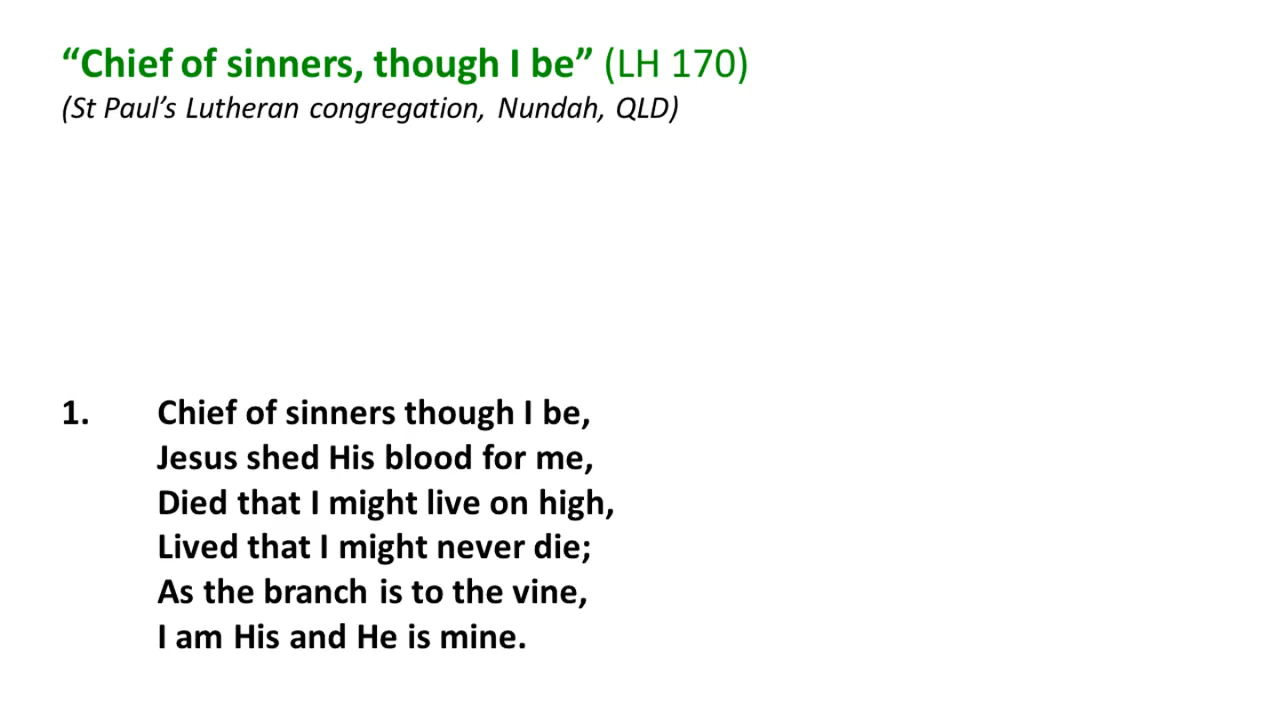 “Chief of sinners, though I be” (LH 170)
(St Paul’s Lutheran congregation, Nundah, QLD)
1. Chief of sinners though I be,
Jesus shed His blood for me,
Died that I might live on high,
Lived that I might never die;
As the branch is to the vine,
I am His and He is mine.